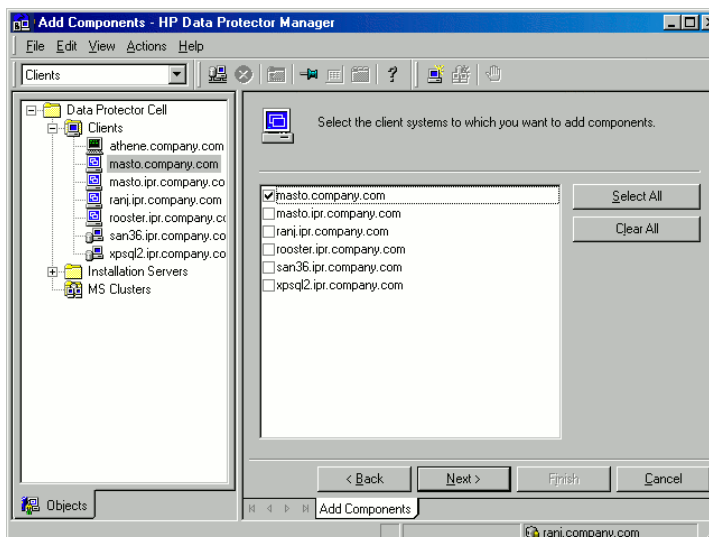 Add Components - HP Data Protector Manager
File Edit View Actions Help
Clients
?
Data Protector Cell
Clients
athene.company.com
masto.company.com
masto.ipr.company.co
ranj.ipr.company.com
rooster.ipr.company.cc
san36.ipr.company.co
xpsql2.ipr.company.co
Installation Servers
MS Clusters
Objects
Select the client systems to which you want to add components.
masto.company.com
masto.ipr.company.com
ranj.ipr.company.com
rooster.ipr.company.com
san36.ipr.company.com
xpsql2.ipr.company.com
Select All
Clear All
< Back
Next >
Finish
Cancel
Add Components
ranj.company.com